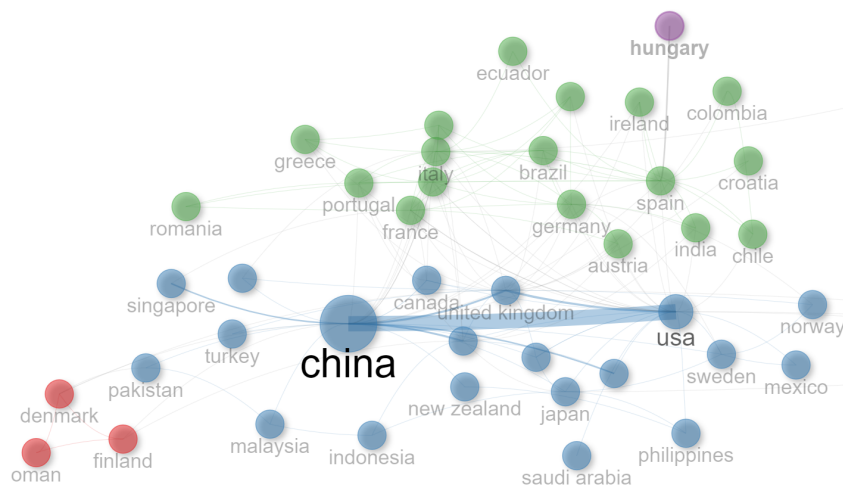 hungary
ecuador
colombia
ireland
greece
italy
brazil
croatia
portugal
spain
romania
france
germany
india
austria
chile
singapore
canada
united kingdom
norway
usa
turkey
china
sweden
mexico
pakistan
denmark
new zealand
japan
malaysia
indonesia
philippines
finland
oman
saudi arabia